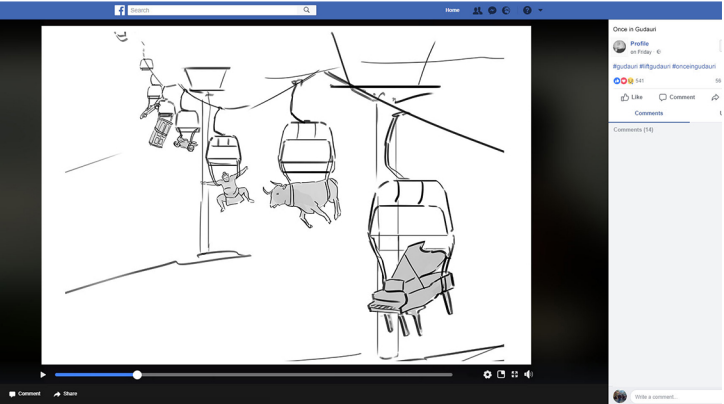 Search
Home
Once in Gudauri
Profile
on Friday
#gudauri #liftgudauri #onceingudauri
541
56
Like
Comment
Comments
Comments (14)
Comment
Share
Write a comment...